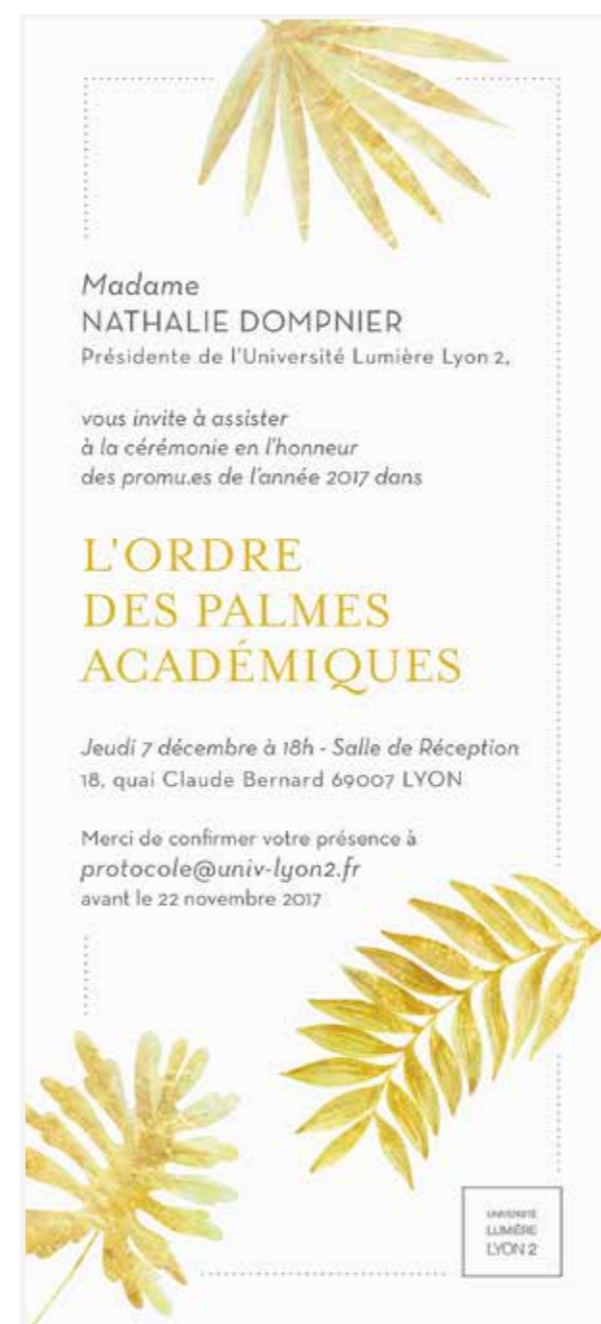 Madame
NATHALIE DOMPNIER
Présidente de l'Université Lumière Lyon 2,
vous invite à assister
à la cérémonie en l'honneur
des promu.es de l'année 2017 dans
L'ORDRE
DES PALMES
ACADÉMIQUES
Jeudi 7 décembre à 18h - Salle de Réception
18, quai Claude Bernard 69007 LYON
Merci de confirmer votre présence à
protocole@univ-lyon2.fr
avant le 22 novembre 2017
UNIVERSITÉ
LUMIÈRE
LYON 2